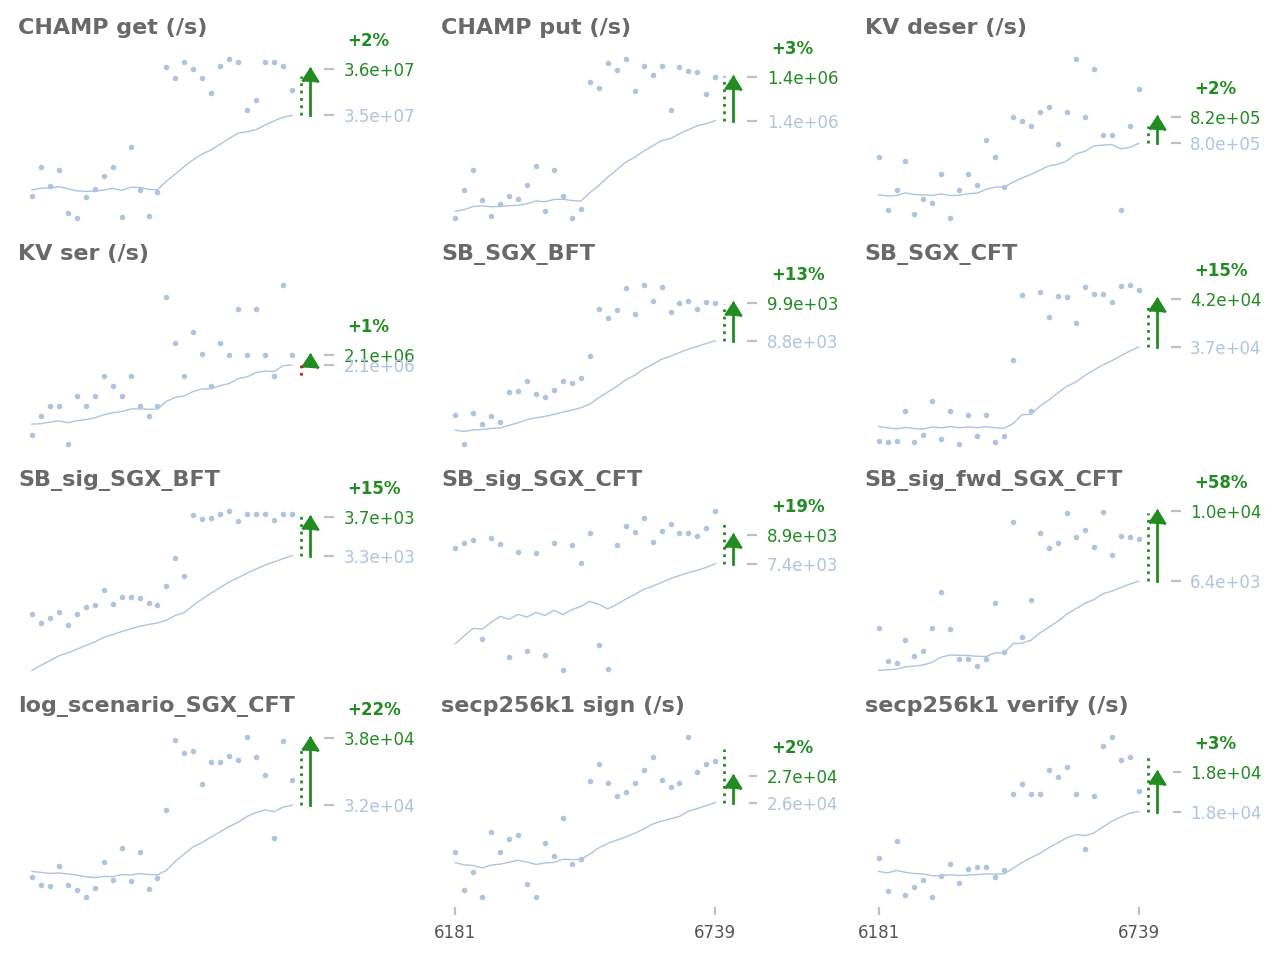 CHAMP get (/s)
+2%
3.6e+07
3.5e+07
CHAMP put (/s)
+3%
1.4e+06
1.4e+06
KV deser (/s)
+2%
8.2e+05
8.0e+05
KV ser (/s)
+1%
2.1e+06
2.1e+06
SB_SGX_BFT
+13%
9.9e+03
8.8e+03
SB_SGX_CFT
+15%
4.2e+04
3.7e+04
SB_sig_SGX_BFT
+15%
3.7e+03
3.3e+03
SB_sig_SGX_CFT
+19%
8.9e+03
7.4e+03
SB_sig_fwd_SGX_CFT
+58%
1.0e+04
6.4e+03
log_scenario_SGX_CFT
+22%
3.8e+04
3.2e+04
secp256k1 sign (/s)
+2%
2.7e+04
2.6e+04
6181
6739
secp256k1 verify (/s)
+3%
1.8e+04
1.8e+04
6181
6739